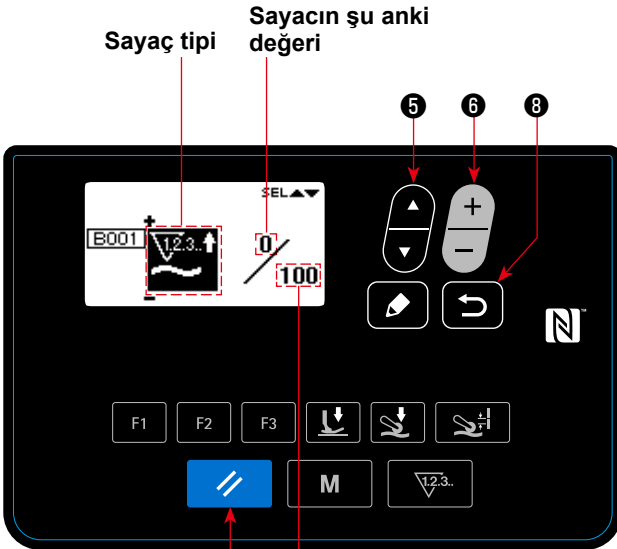 Sayaç tipi
Sayacın şu anki
değeri
❺ ❻ ❽
SEL▲▼
+
B001
1.2.3..
0/
100
−
+
−
N™
F1 F2 F3
M 1.2.3..